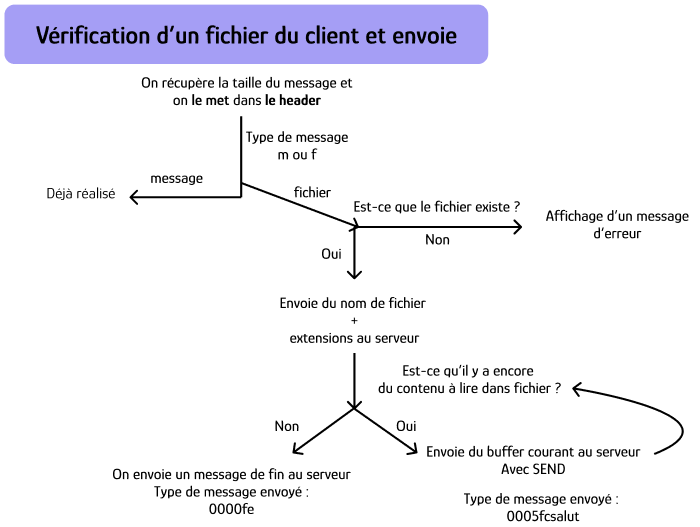 Vérification d'un fichier du client et envoie
On récupère la taille du message et
on le met dans le header
Type de message
m ou f
message
Déjà réalisé
fichier
Est-ce que le fichier existe ?
Affichage d'un message
d'erreur
Non
Oui
Envoie du nom de fichier
+
extensions au serveur
Est-ce qu'il y a encore
du contenu à lire dans fichier ?
Non
Oui
Envoie du buffer courant au serveur
Avec SEND
On envoie un message de fin au serveur
Type de message envoyé :
0000fe
Type de message envoyé :
0005fcsalut